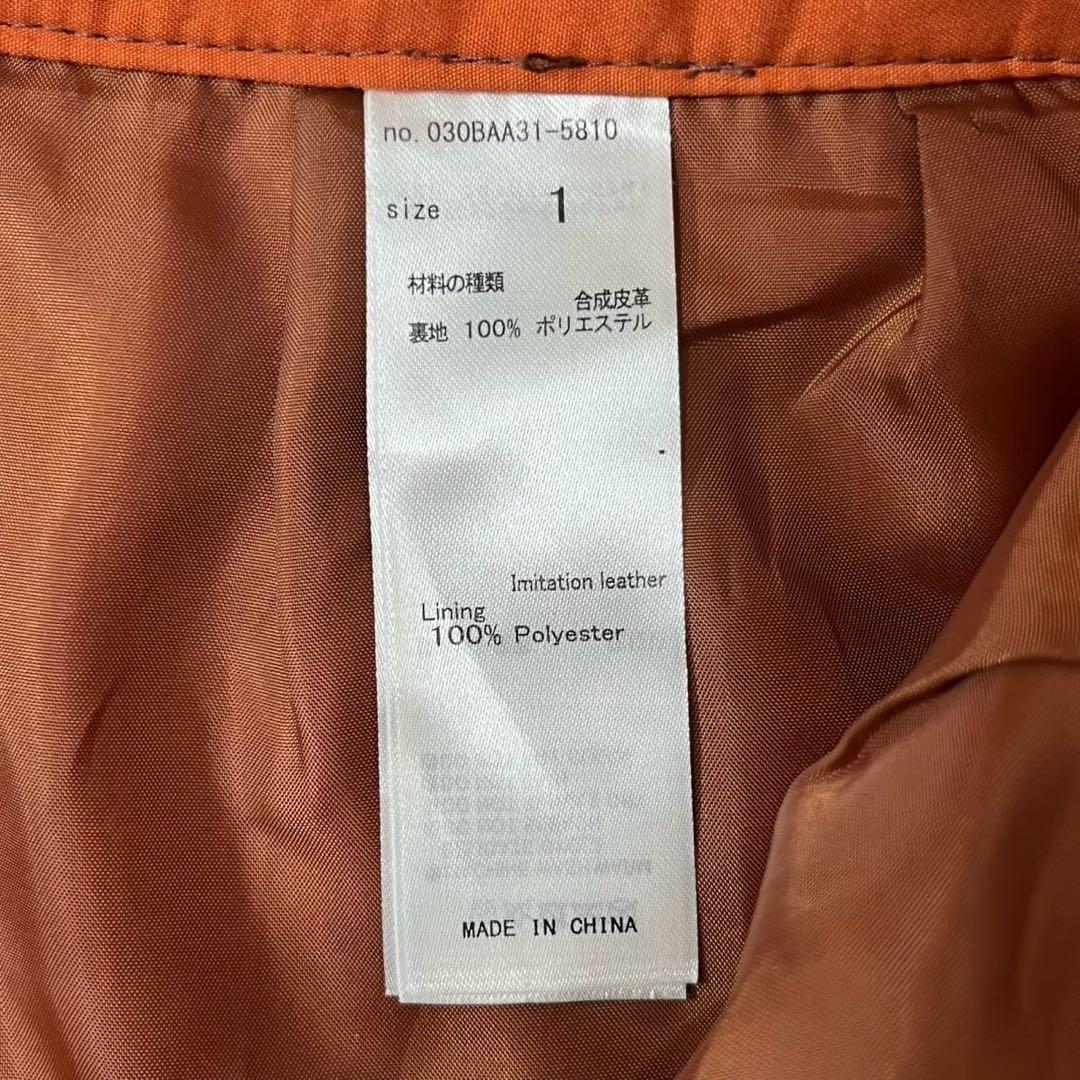 no. 030BAA31-5810
size 1
材料の種類
合成皮革
裏地 100% ポリエステル
Imitation leather
Lining
100% Polyester
MADE IN CHINA